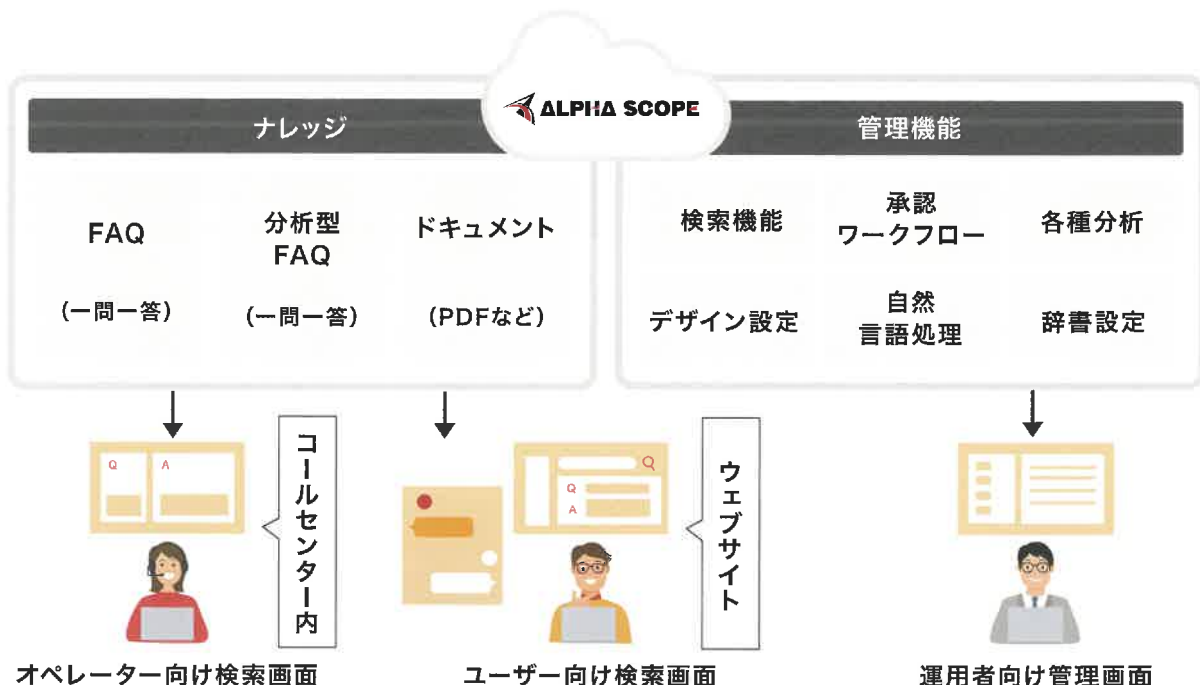 ALPHA SCOPE
ナレッジ
FAQ
(一問一答)
分析型
FAQ
(一問一答)
ドキュメント
(PDFなど)
管理機能
検索機能
承認
ワークフロー
各種分析
デザイン設定
自然
言語処理
辞書設定
Q
A
コールセンター内
オペレーター向け検索画面
Q
A
ウェブサイト
ユーザー向け検索画面
運用者向け管理画面